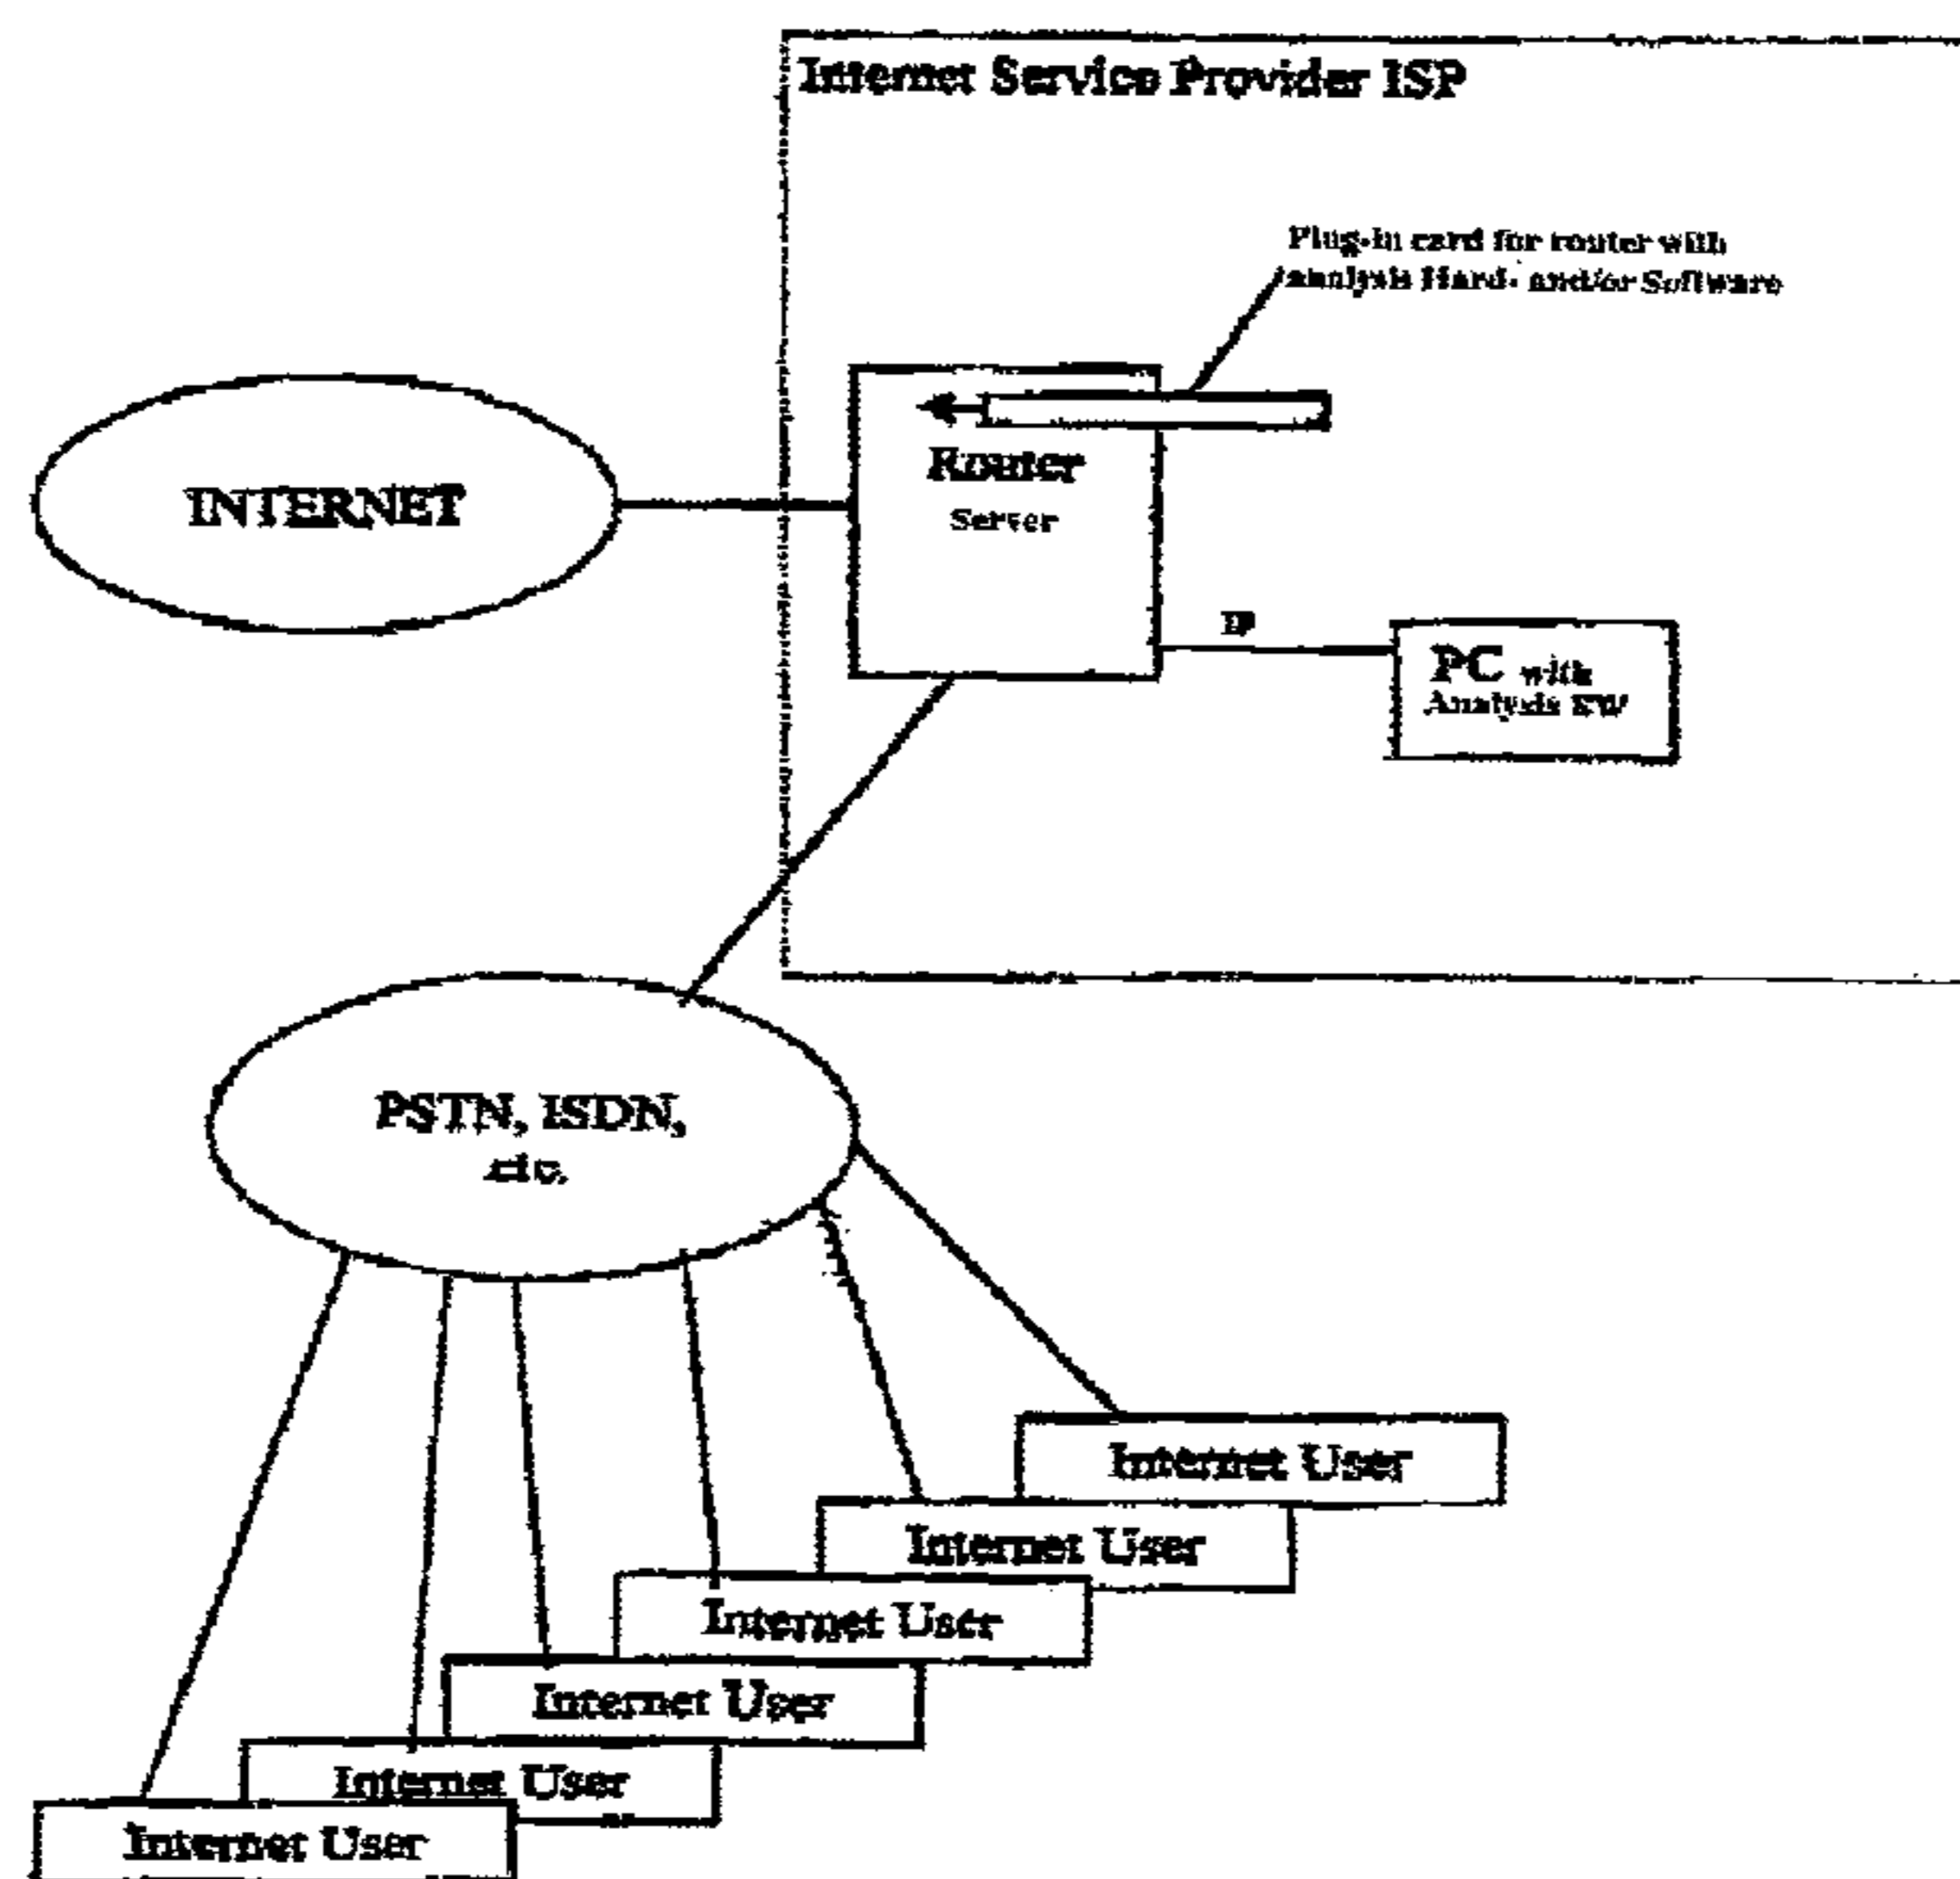 Internet Service Provider ISP
Plug-in card for router with
analysis Hard- and/or Software
INTERNET
Router
Server
IP
PC with
Analysis SW
PSTN, ISDN,
etc.
Internet User
Internet User
Internet User
Internet User
Internet User
Internet User